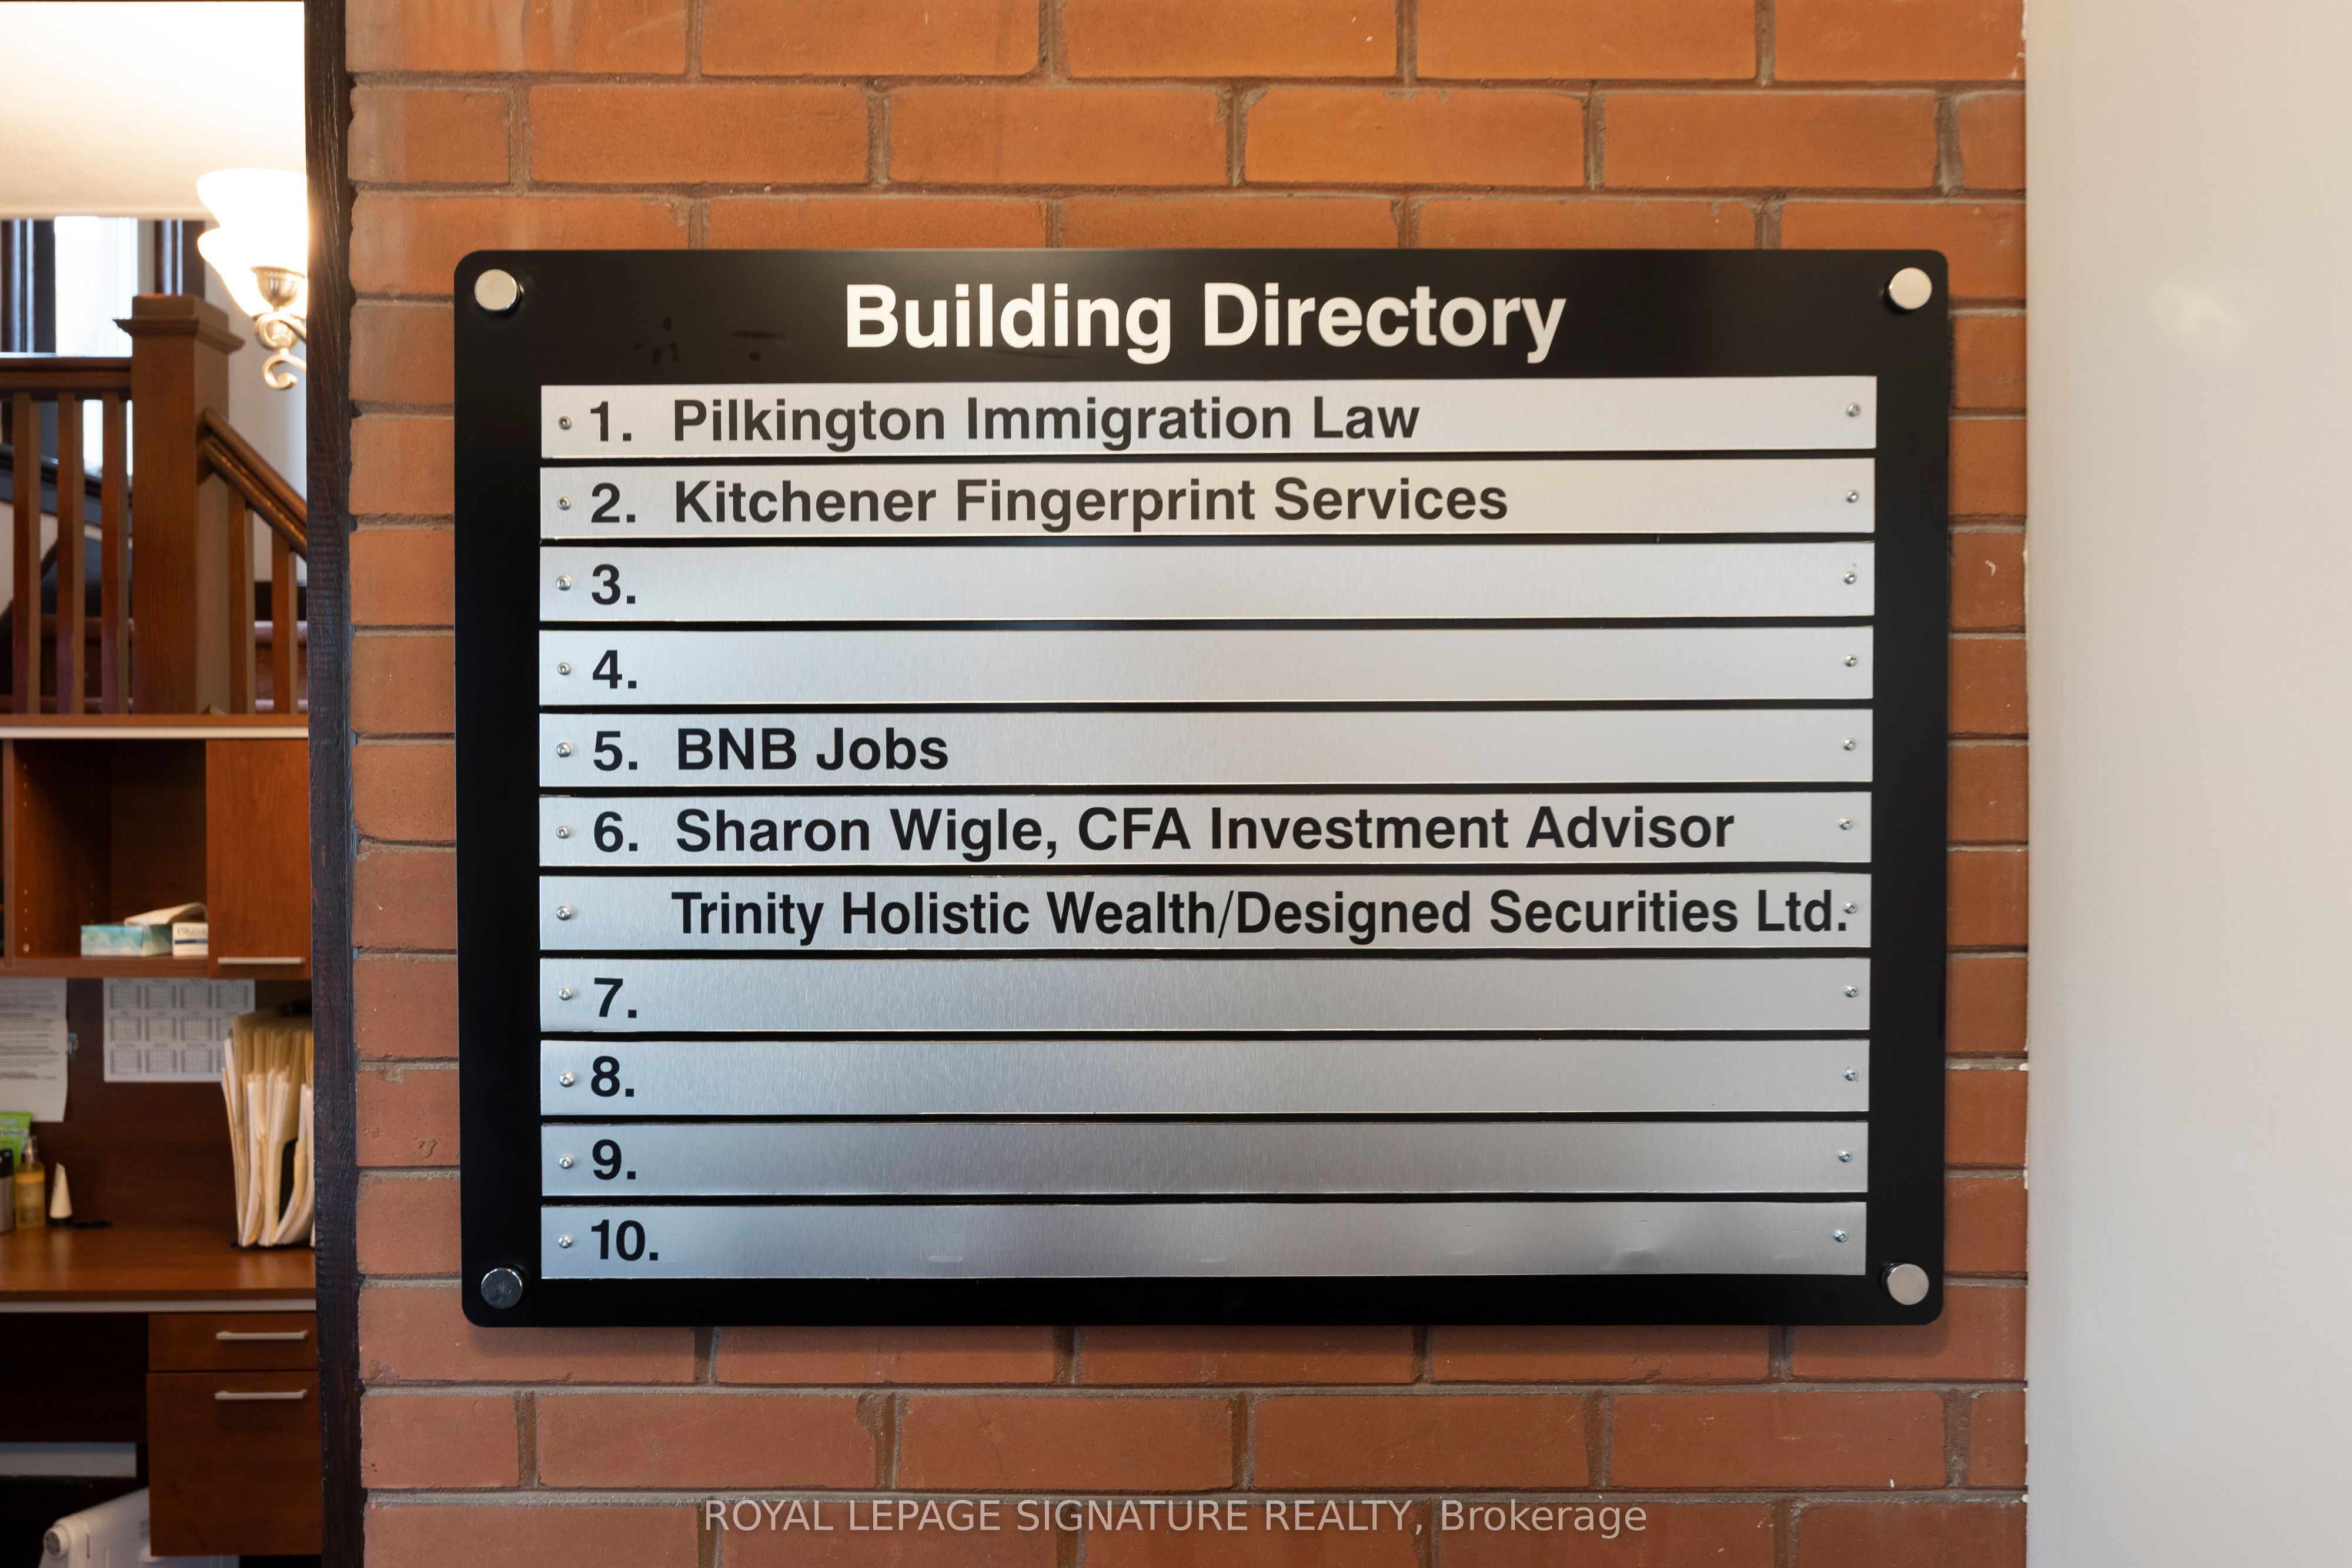 Building Directory
1. Pilkington Immigration Law
2. Kitchener Fingerprint Services
3.
4.
5. BNB Jobs
6. Sharon Wigle, CFA Investment Advisor
Trinity Holistic Wealth/Designed Securities Ltd.
7.
8.
9.
10.
ROYAL LEPAGE SIGNATURE REALTY, Brokerage